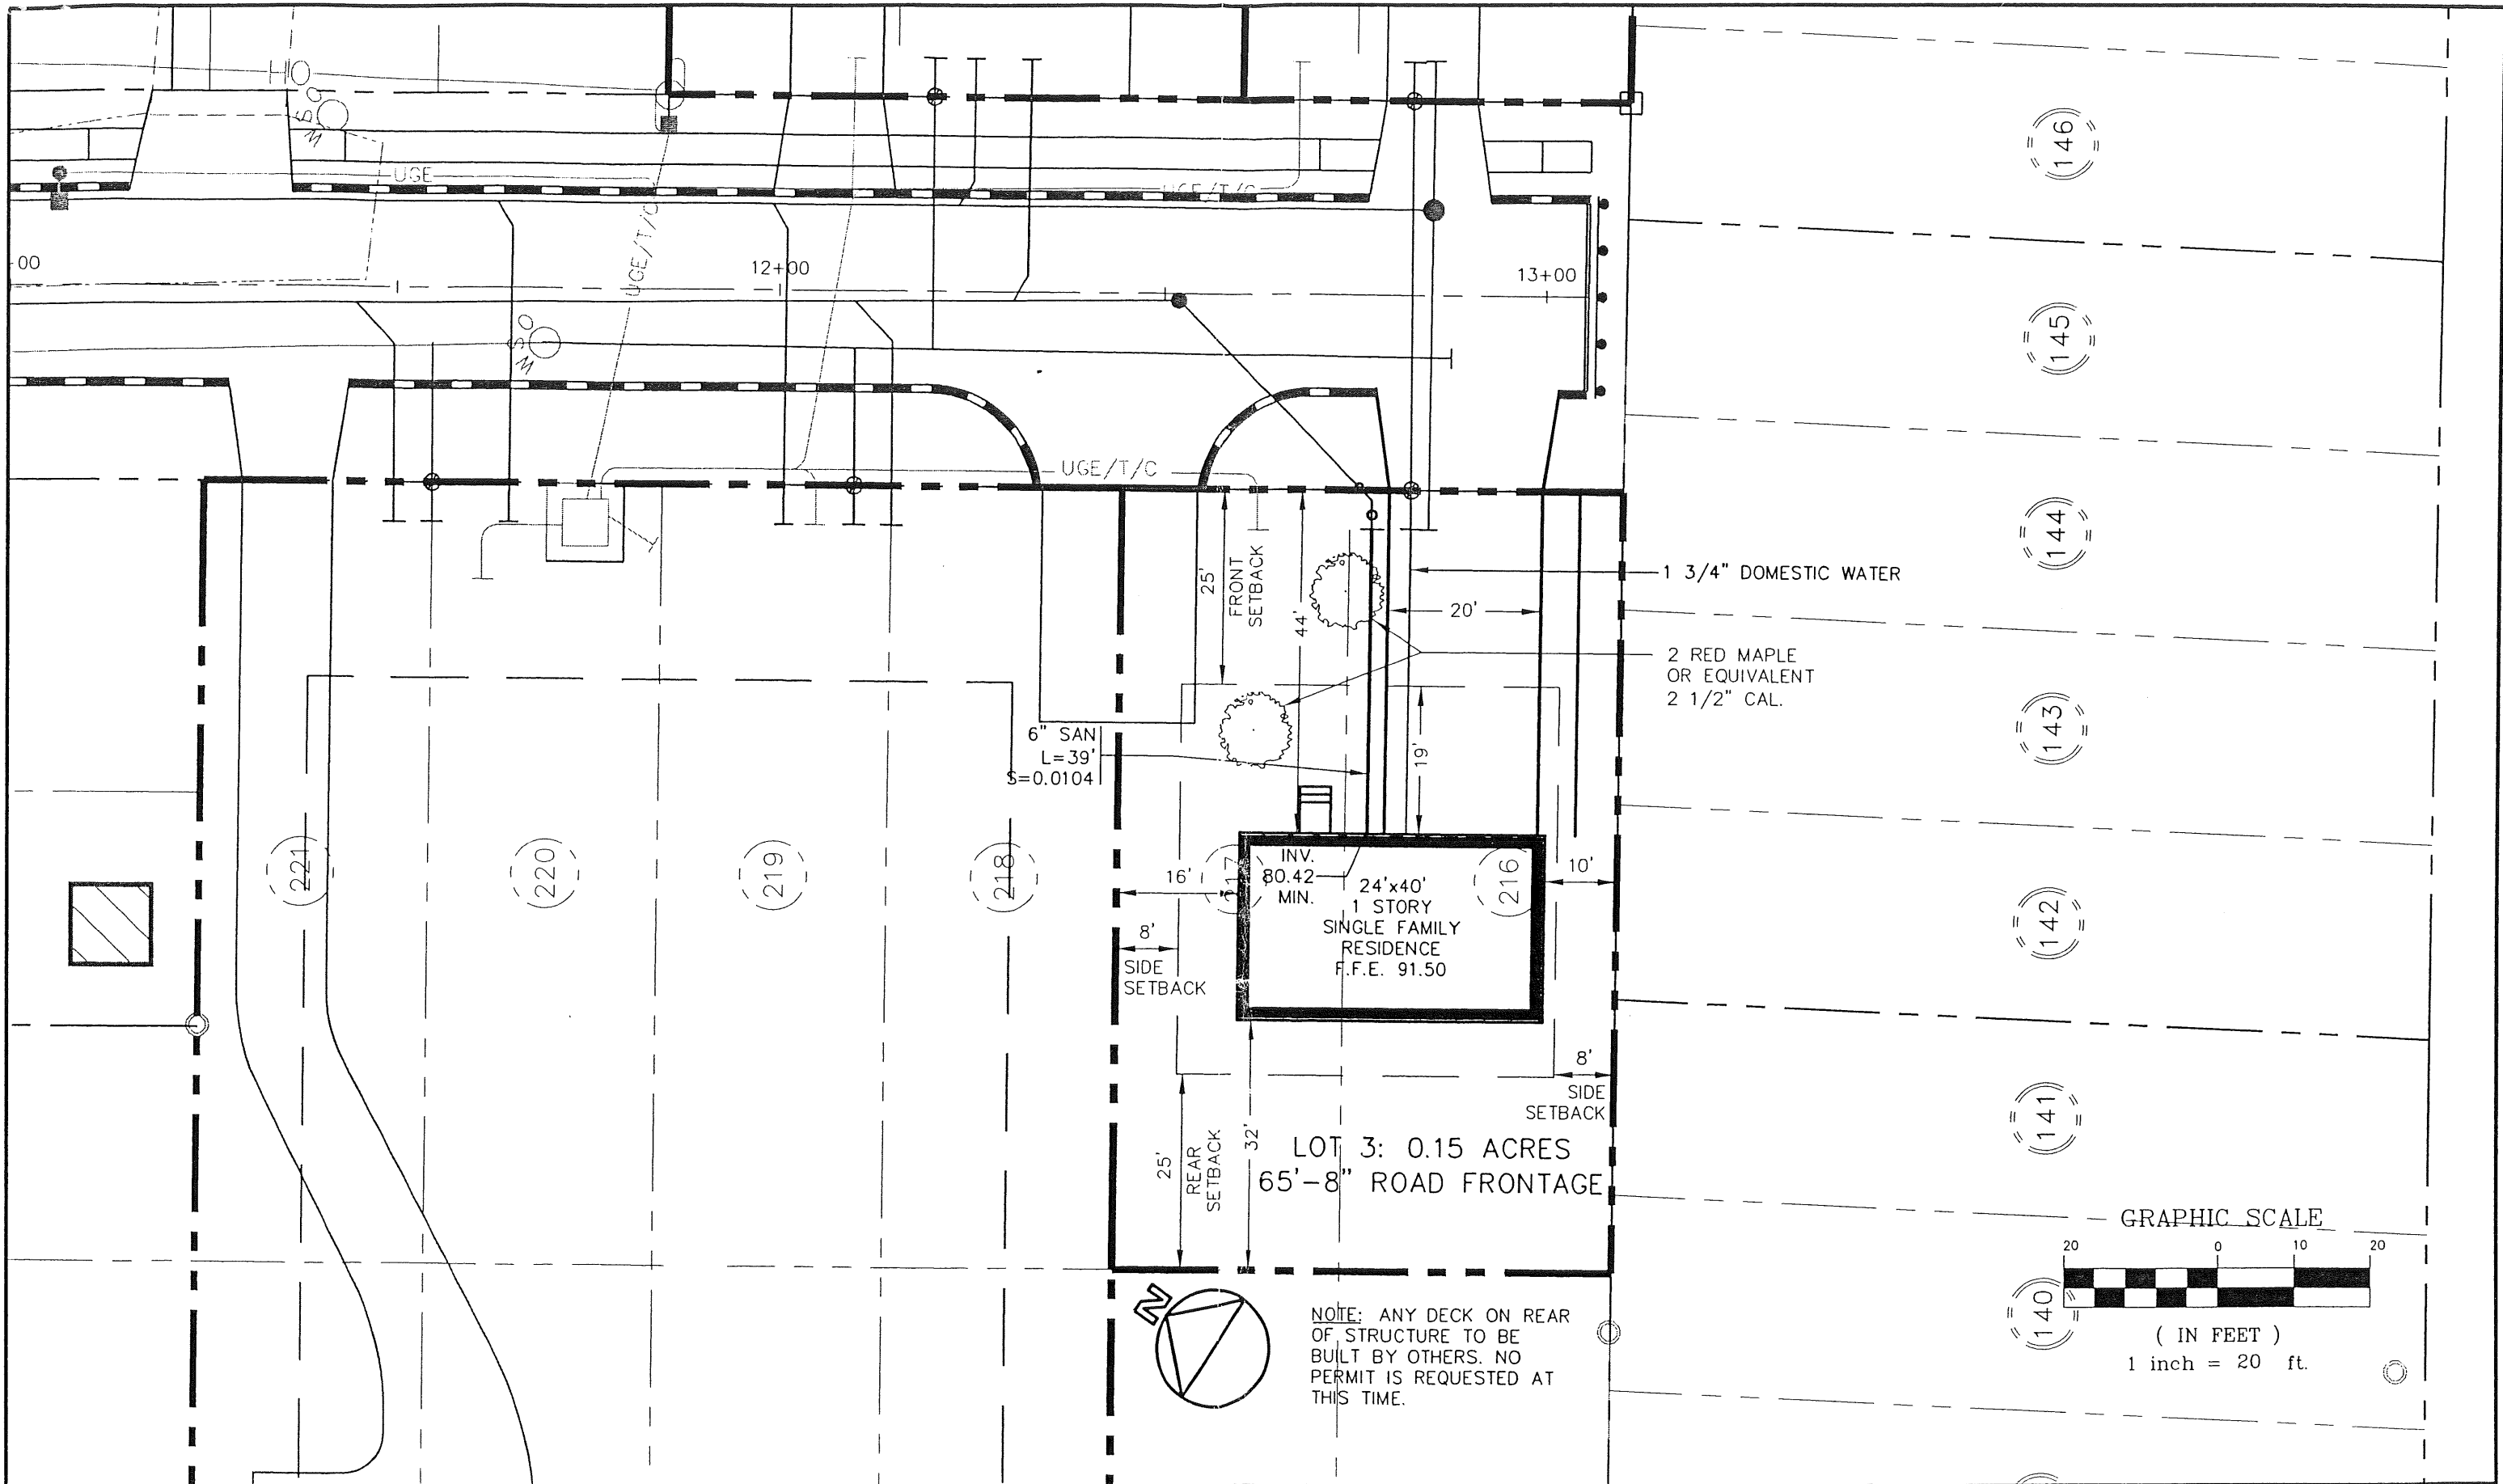 OH
O
S
W
UGE
UGE/T/C
UGE/T/C
00
12+00
13+00
O
S
W
UGE/T/C
146
145
144
143
142
141
140
25'
FRONT
SETBACK
44'
20'
19'
1 3/4" DOMESTIC WATER
2 RED MAPLE
OR EQUIVALENT
2 1/2" CAL.
6" SAN
L=39'
S=0.0104
221
220
219
218
217
216
16'
INV.
80.42
MIN.
24'x40'
1 STORY
SINGLE FAMILY
RESIDENCE
F.F.E. 91.50
10'
8'
SIDE
SETBACK
8'
SIDE
SETBACK
25'
REAR
SETBACK
32'
LOT 3: 0.15 ACRES
65'-8" ROAD FRONTAGE
N
NOTE: ANY DECK ON REAR
OF STRUCTURE TO BE
BUILT BY OTHERS. NO
PERMIT IS REQUESTED AT
THIS TIME.
GRAPHIC SCALE
20 0 10 20
( IN FEET )
1 inch = 20 ft.